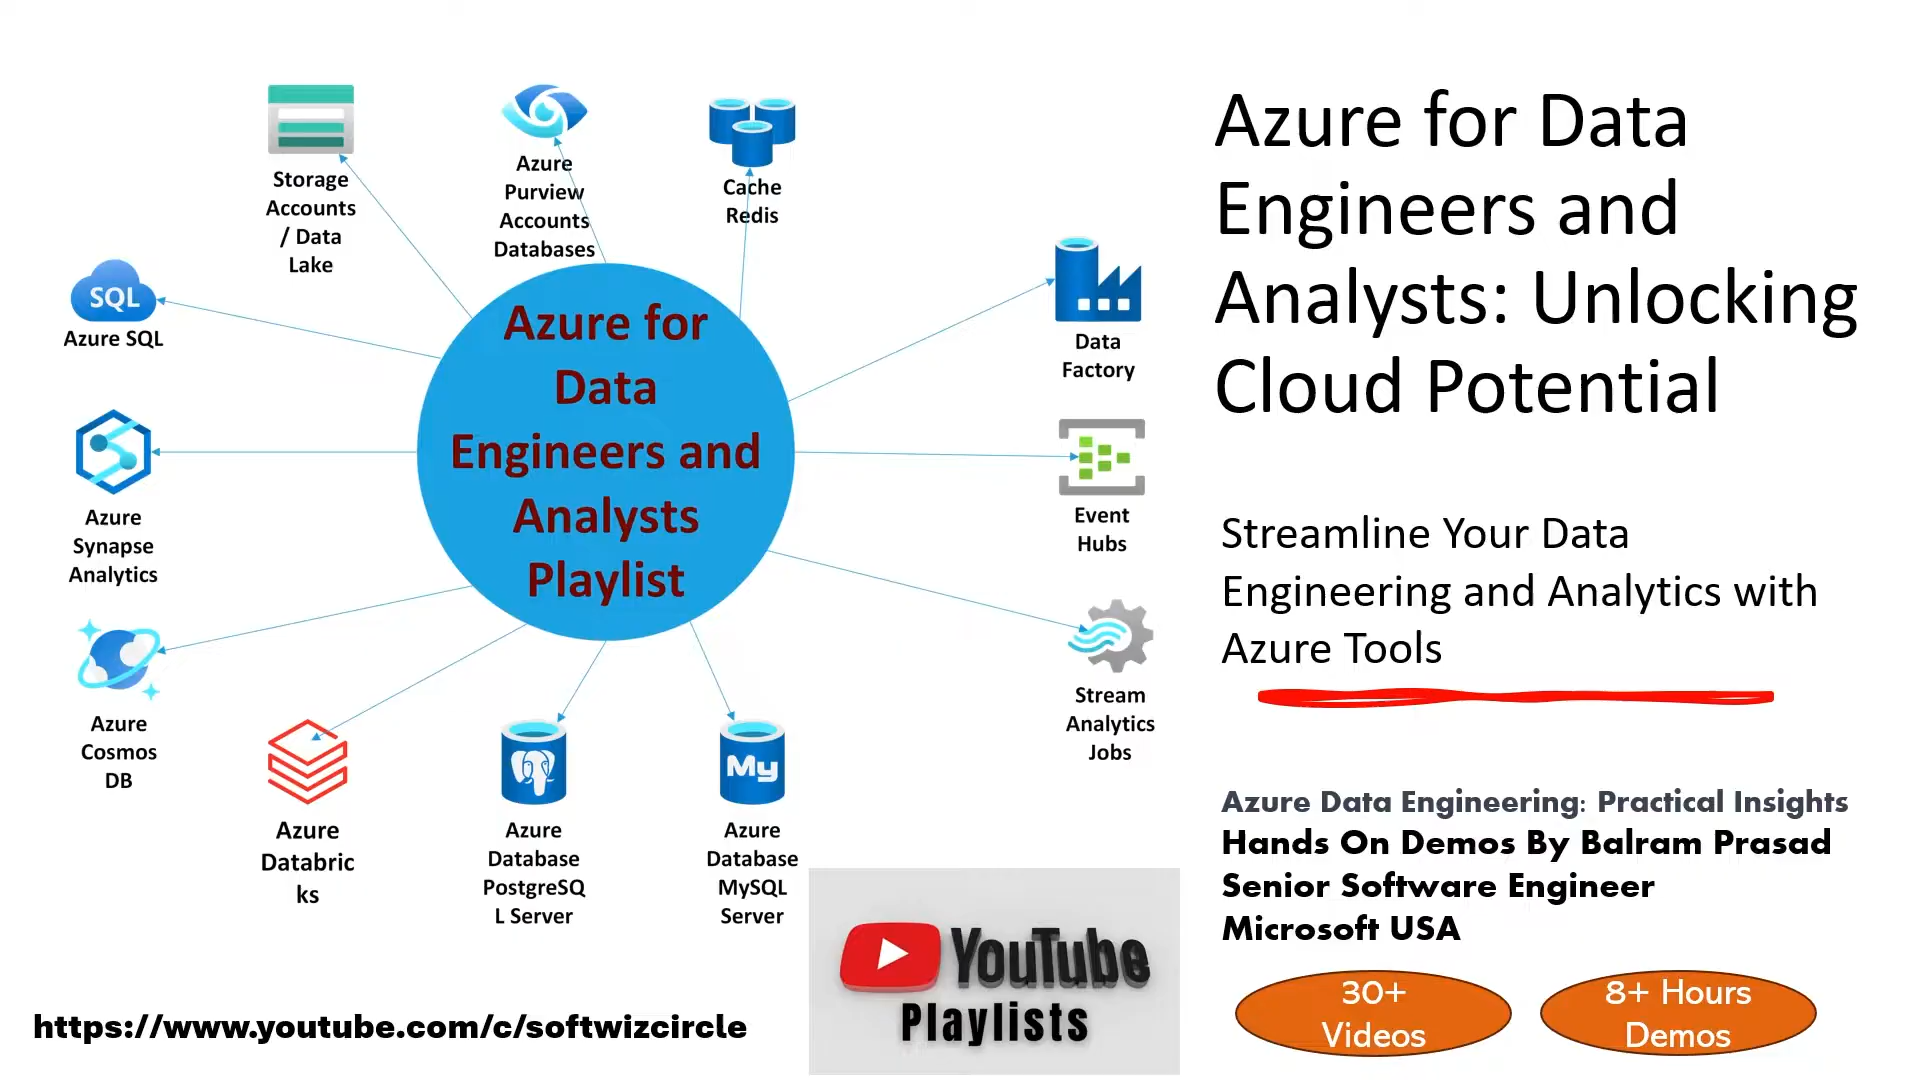 Storage
Accounts
/ Data
Lake
Azure
Purview
Accounts
Databases
Cache
Redis
SQL
Azure SQL
Azure
Synapse
Analytics
Azure
Cosmos
DB
Azure
Databric
ks
Azure
Database
PostgreSQ
L Server
My
Azure
Database
MySQL
Server
Data
Factory
Event
Hubs
Stream
Analytics
Jobs
Azure for
Data
Engineers and
Analysts
Playlist
Azure for Data
Engineers and
Analysts: Unlocking
Cloud Potential
Streamline Your Data
Engineering and Analytics with
Azure Tools
Azure Data Engineering: Practical Insights
Hands On Demos By Balram Prasad
Senior Software Engineer
Microsoft USA
30+
Videos
8+ Hours
Demos
YouTube
Playlists
https://www.youtube.com/c/softwizcircle